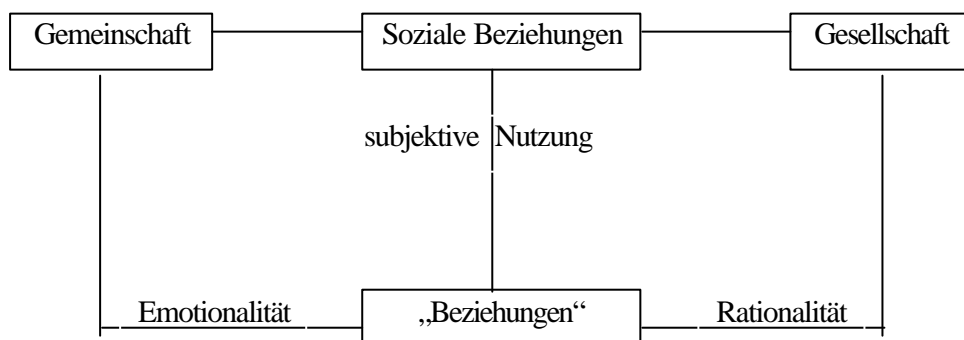 Gemeinschaft Soziale Beziehungen Gesellschaft
subjektive Nutzung
Emotionalität „Beziehungen“ Rationalität